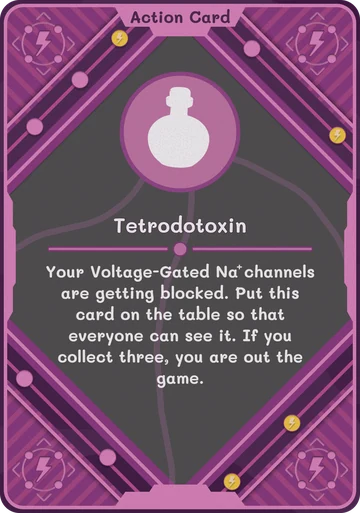 Action Card
Tetrodotoxin
Your Voltage-Gated Na⁺ channels
are getting blocked. Put this
card on the table so that
everyone can see it. If you
collect three, you are out the
game.